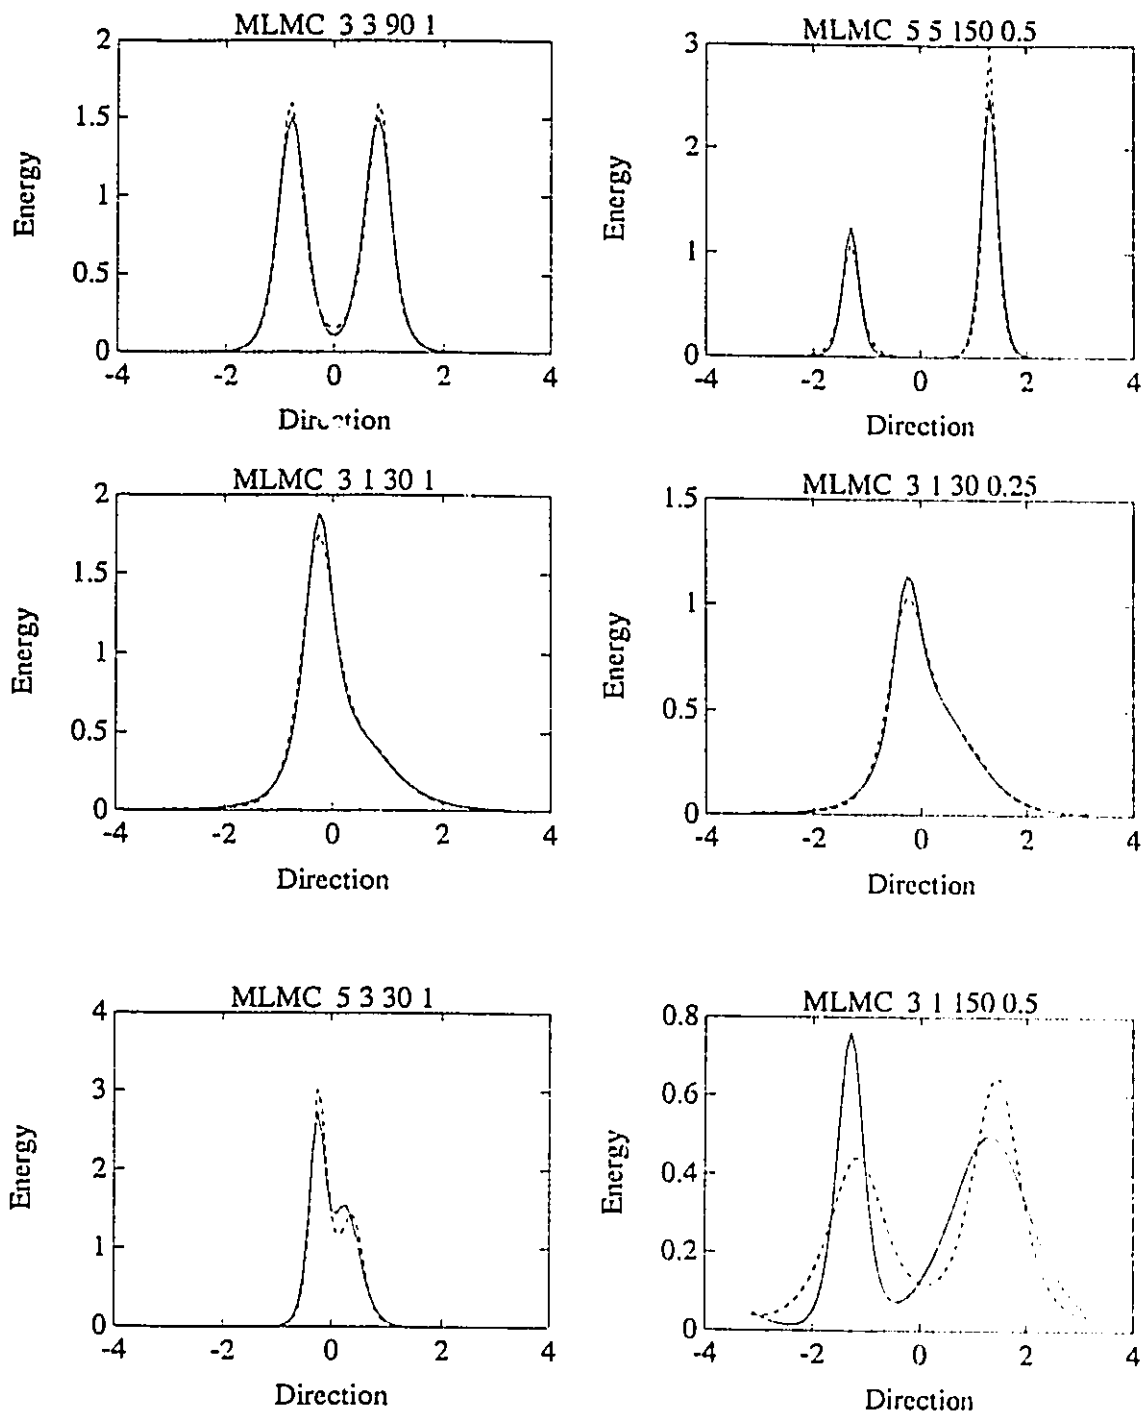 MLMC 3 3 90 1
2
1.5
1
0.5
0
-4 -2 0 2 4
Energy
Direction
MLMC 5 5 150 0.5
3
2
1
0
-4 -2 0 2 4
Energy
Direction
MLMC 3 1 30 1
2
1.5
1
0.5
0
-4 -2 0 2 4
Energy
Direction
MLMC 3 1 30 0.25
1.5
1
0.5
0
-4 -2 0 2 4
Energy
Direction
MLMC 5 3 30 1
4
3
2
1
0
-4 -2 0 2 4
Energy
Direction
MLMC 3 1 150 0.5
0.8
0.6
0.4
0.2
0
-4 -2 0 2 4
Energy
Direction